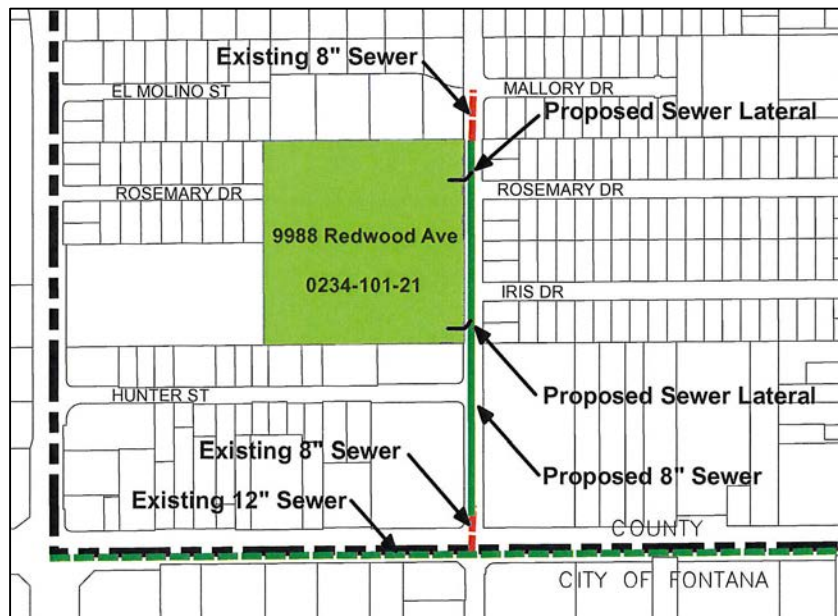 Existing 8" Sewer
EL MOLINO ST
MALLORY DR
Proposed Sewer Lateral
ROSEMARY DR
ROSEMARY DR
9988 Redwood Ave
0234-101-21
IRIS DR
HUNTER ST
Proposed Sewer Lateral
Existing 8" Sewer
Proposed 8" Sewer
Existing 12" Sewer
COUNTY
CITY OF FONTANA